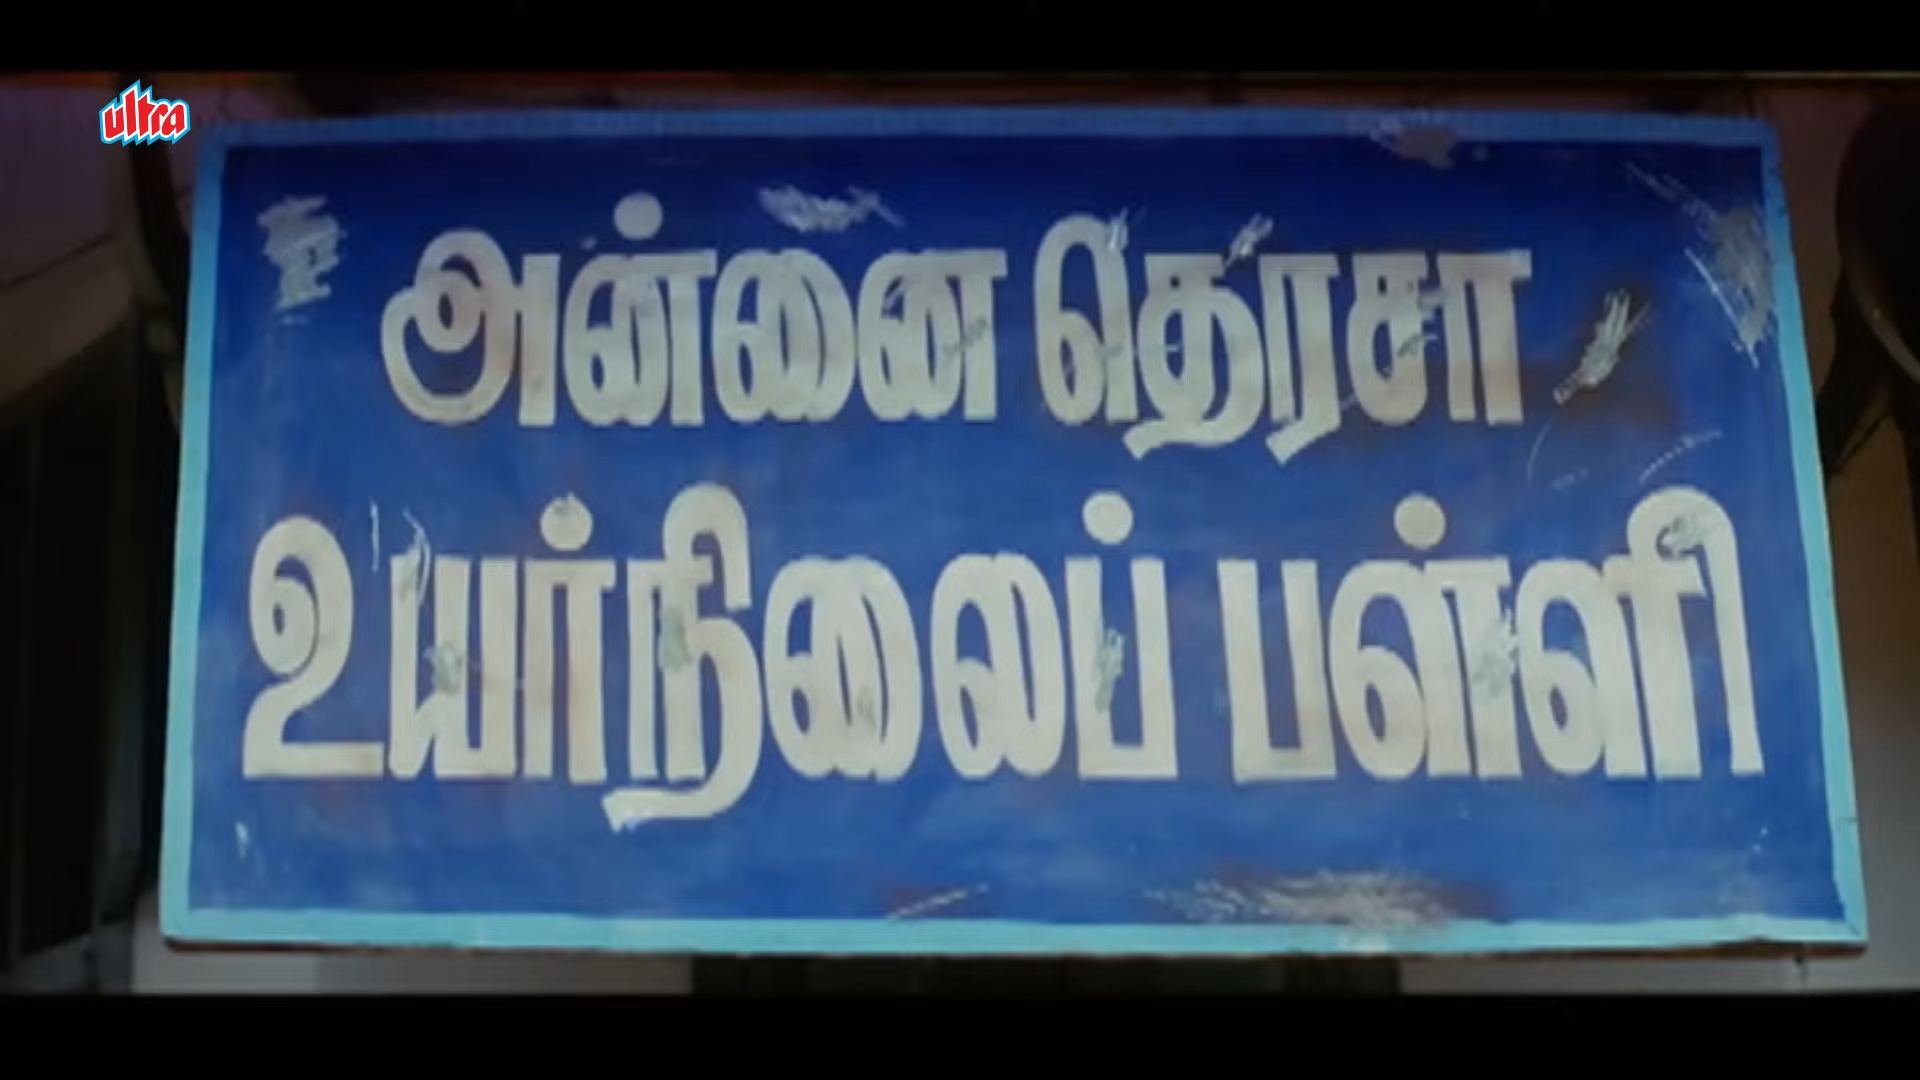 ultra
அன்னை தெரசா
உயர்நிலைப் பள்ளி